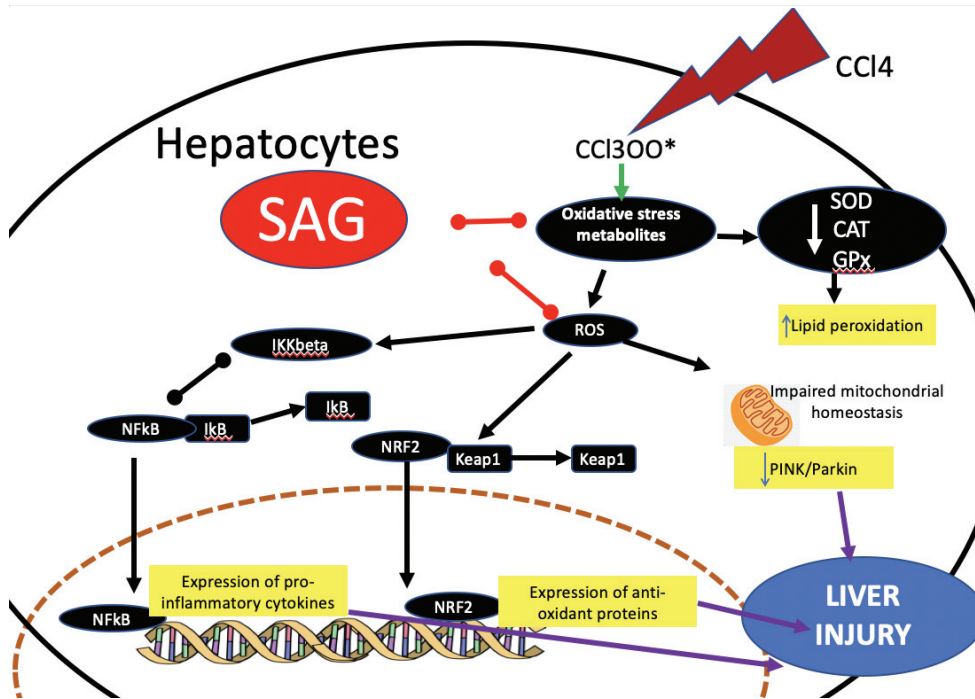 CCl4
Hepatocytes
CCl3OO*
SAG
Oxidative stress
metabolites
SOD
CAT
GPx
Lipid peroxidation
ROS
IKKbeta
IkB
NFkB
IkB
NRF2
Keap1
Keap1
Impaired mitochondrial
homeostasis
PINK/Parkin
Expression of pro-
inflammatory cytokines
Expression of anti-
oxidant proteins
NFkB
NRF2
LIVER
INJURY